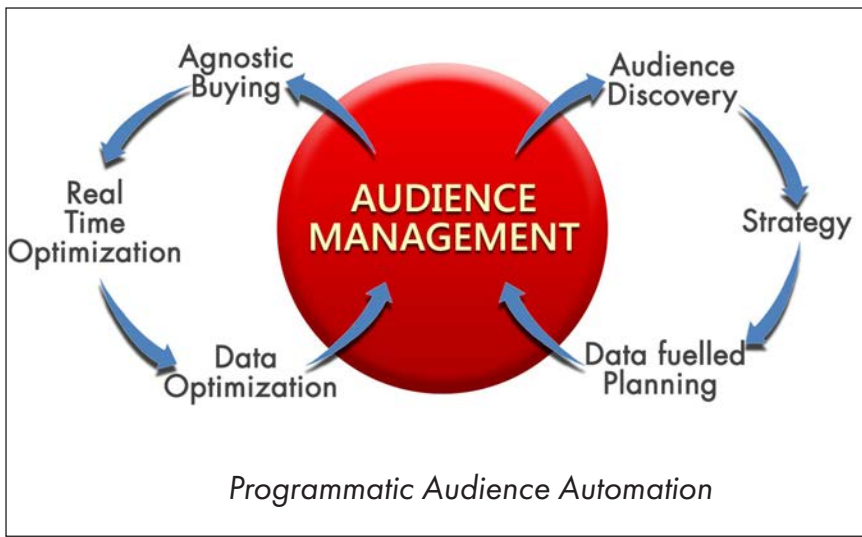 Agnostic
Buying
Audience
Discovery
Real
Time
Optimization
AUDIENCE
MANAGEMENT
Strategy
Data
Optimization
Data fuelled
Planning
Programmatic Audience Automation